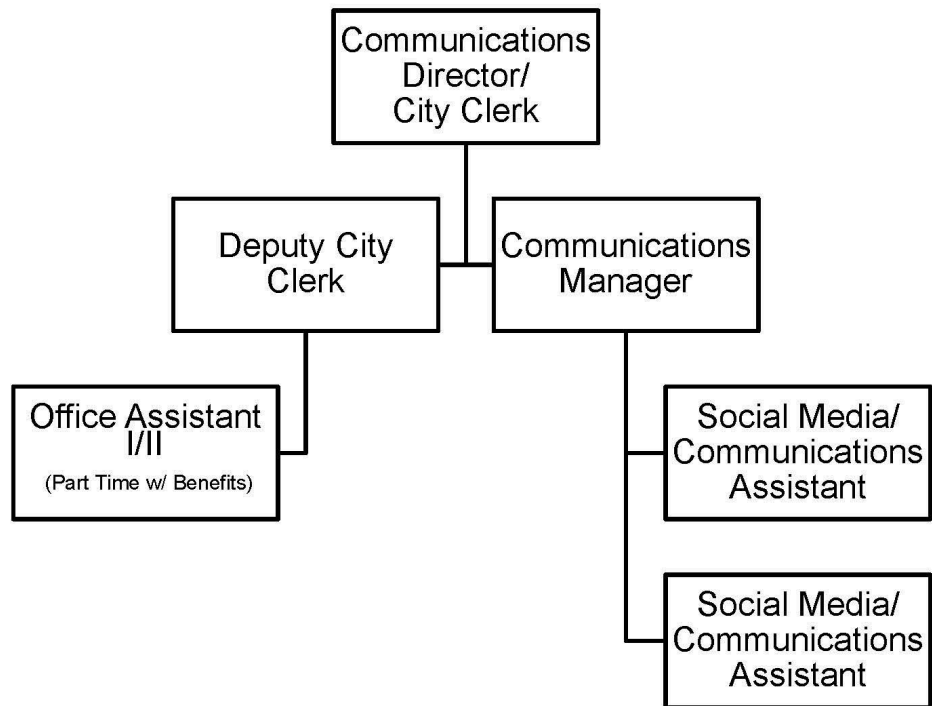 Communications
Director/
City Clerk
Deputy City
Clerk
Communications
Manager
Office Assistant
I/II
(Part Time w/ Benefits)
Social Media/
Communications
Assistant
Social Media/
Communications
Assistant